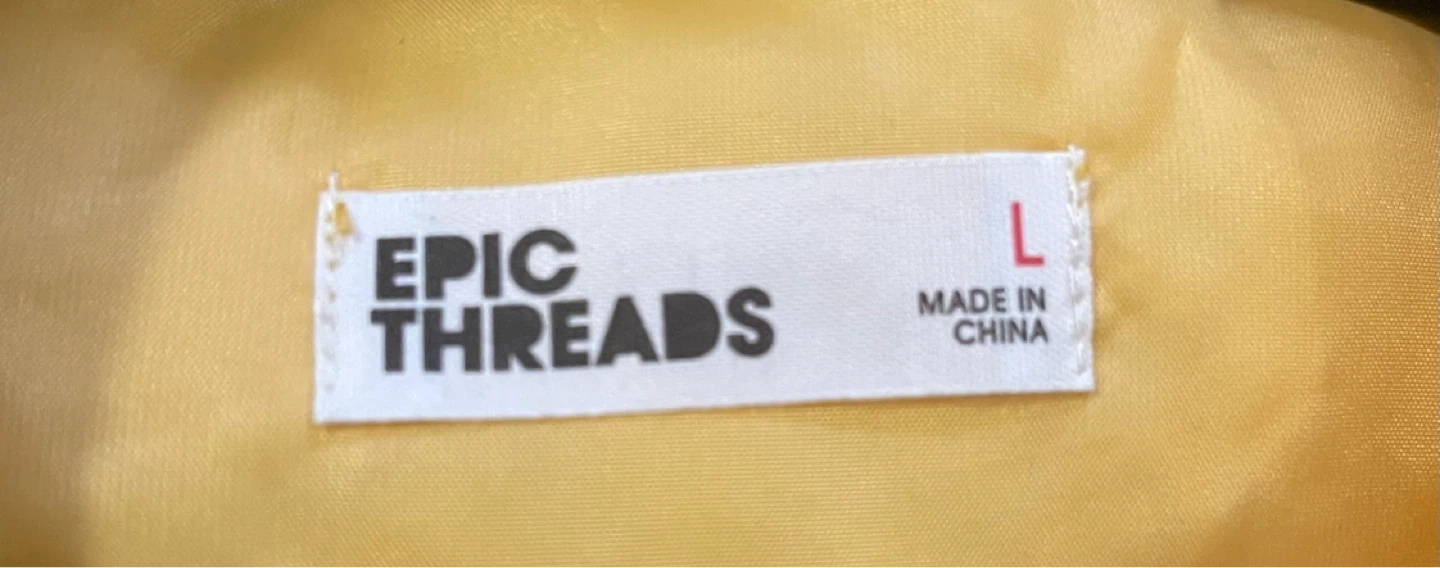 EPIC
THREADS
L
MADE IN
CHINA